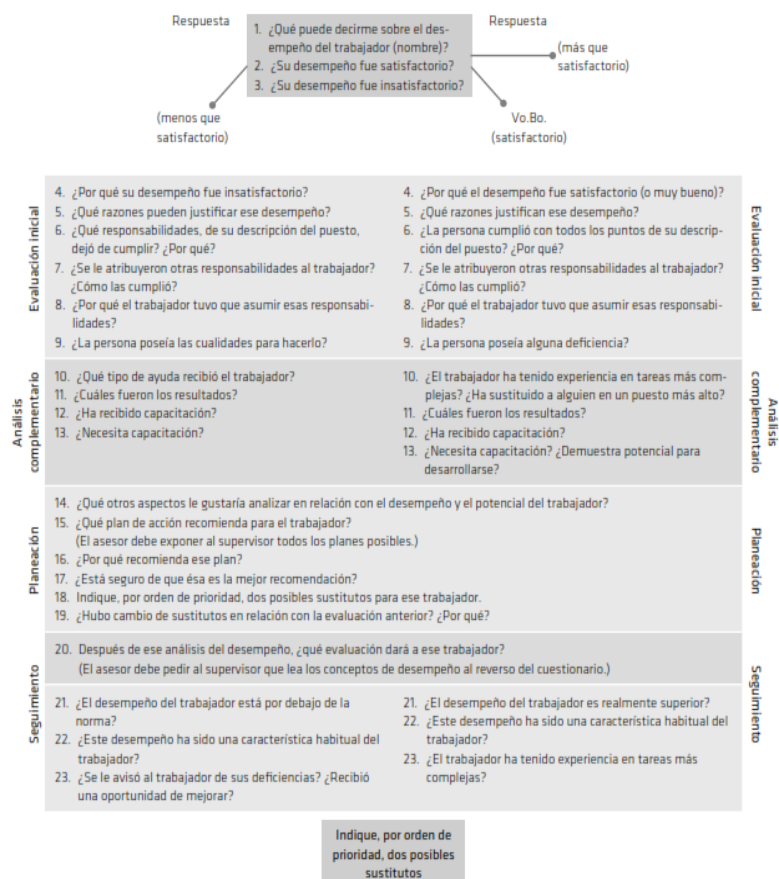 Respuesta
Respuesta
1. ¿Qué puede decirme sobre el des-
empeño del trabajador (nombre)?
2. ¿Su desempeño fue satisfactorio?
3. ¿Su desempeño fue insatisfactorio?
(más que
satisfactorio)
(menos que
satisfactorio)
Vo.Bo.
(satisfactorio)
Evaluación inicial
4. ¿Por qué su desempeño fue insatisfactorio?
5. ¿Qué razones pueden justificar ese desempeño?
6. ¿Qué responsabilidades, de su descripción del puesto,
dejó de cumplir? ¿Por qué?
7. ¿Se le atribuyeron otras responsabilidades al trabajador?
¿Cómo las cumplió?
8. ¿Por qué el trabajador tuvo que asumir esas responsabi-
lidades?
9. ¿La persona poseía las cualidades para hacerlo?
4. ¿Por qué el desempeño fue satisfactorio (o muy bueno)?
5. ¿Qué razones justifican ese desempeño?
6. ¿La persona cumplió con todos los puntos de su descrip-
ción del puesto? ¿Por qué?
7. ¿Se le atribuyeron otras responsabilidades al trabajador?
¿Cómo las cumplió?
8. ¿Por qué el trabajador tuvo que asumir esas responsabi-
lidades?
9. ¿La persona poseía alguna deficiencia?
Evaluación inicial
Análisis
complementario
10. ¿Qué tipo de ayuda recibió el trabajador?
11. ¿Cuáles fueron los resultados?
12. ¿Ha recibido capacitación?
13. ¿Necesita capacitación?
10. ¿El trabajador ha tenido experiencia en tareas más com-
plejas? ¿Ha sustituido a alguien en un puesto más alto?
11. ¿Cuáles fueron los resultados?
12. ¿Ha recibido capacitación?
13. ¿Necesita capacitación? ¿Demuestra potencial para
desarrollarse?
Análisis
complementario
Planeación
14. ¿Qué otros aspectos le gustaría analizar en relación con el desempeño y el potencial del trabajador?
15. ¿Qué plan de acción recomienda para el trabajador?
(El asesor debe exponer al supervisor todos los planes posibles.)
16. ¿Por qué recomienda ese plan?
17. ¿Está seguro de que ésa es la mejor recomendación?
18. Indique, por orden de prioridad, dos posibles sustitutos para ese trabajador.
19. ¿Hubo cambio de sustitutos en relación con la evaluación anterior? ¿Por qué?
Planeación
Seguimiento
20. Después de ese análisis del desempeño, ¿qué evaluación dará a ese trabajador?
(El asesor debe pedir al supervisor que lea los conceptos de desempeño al reverso del cuestionario.)
21. ¿El desempeño del trabajador está por debajo de la
norma?
22. ¿Este desempeño ha sido una característica habitual del
trabajador?
23. ¿Se le avisó al trabajador de sus deficiencias? ¿Recibió
una oportunidad de mejorar?
21. ¿El desempeño del trabajador es realmente superior?
22. ¿Este desempeño ha sido una característica habitual del
trabajador?
23. ¿El trabajador ha tenido experiencia en tareas más
complejas?
Seguimiento
Indique, por orden de
prioridad, dos posibles
sustitutos